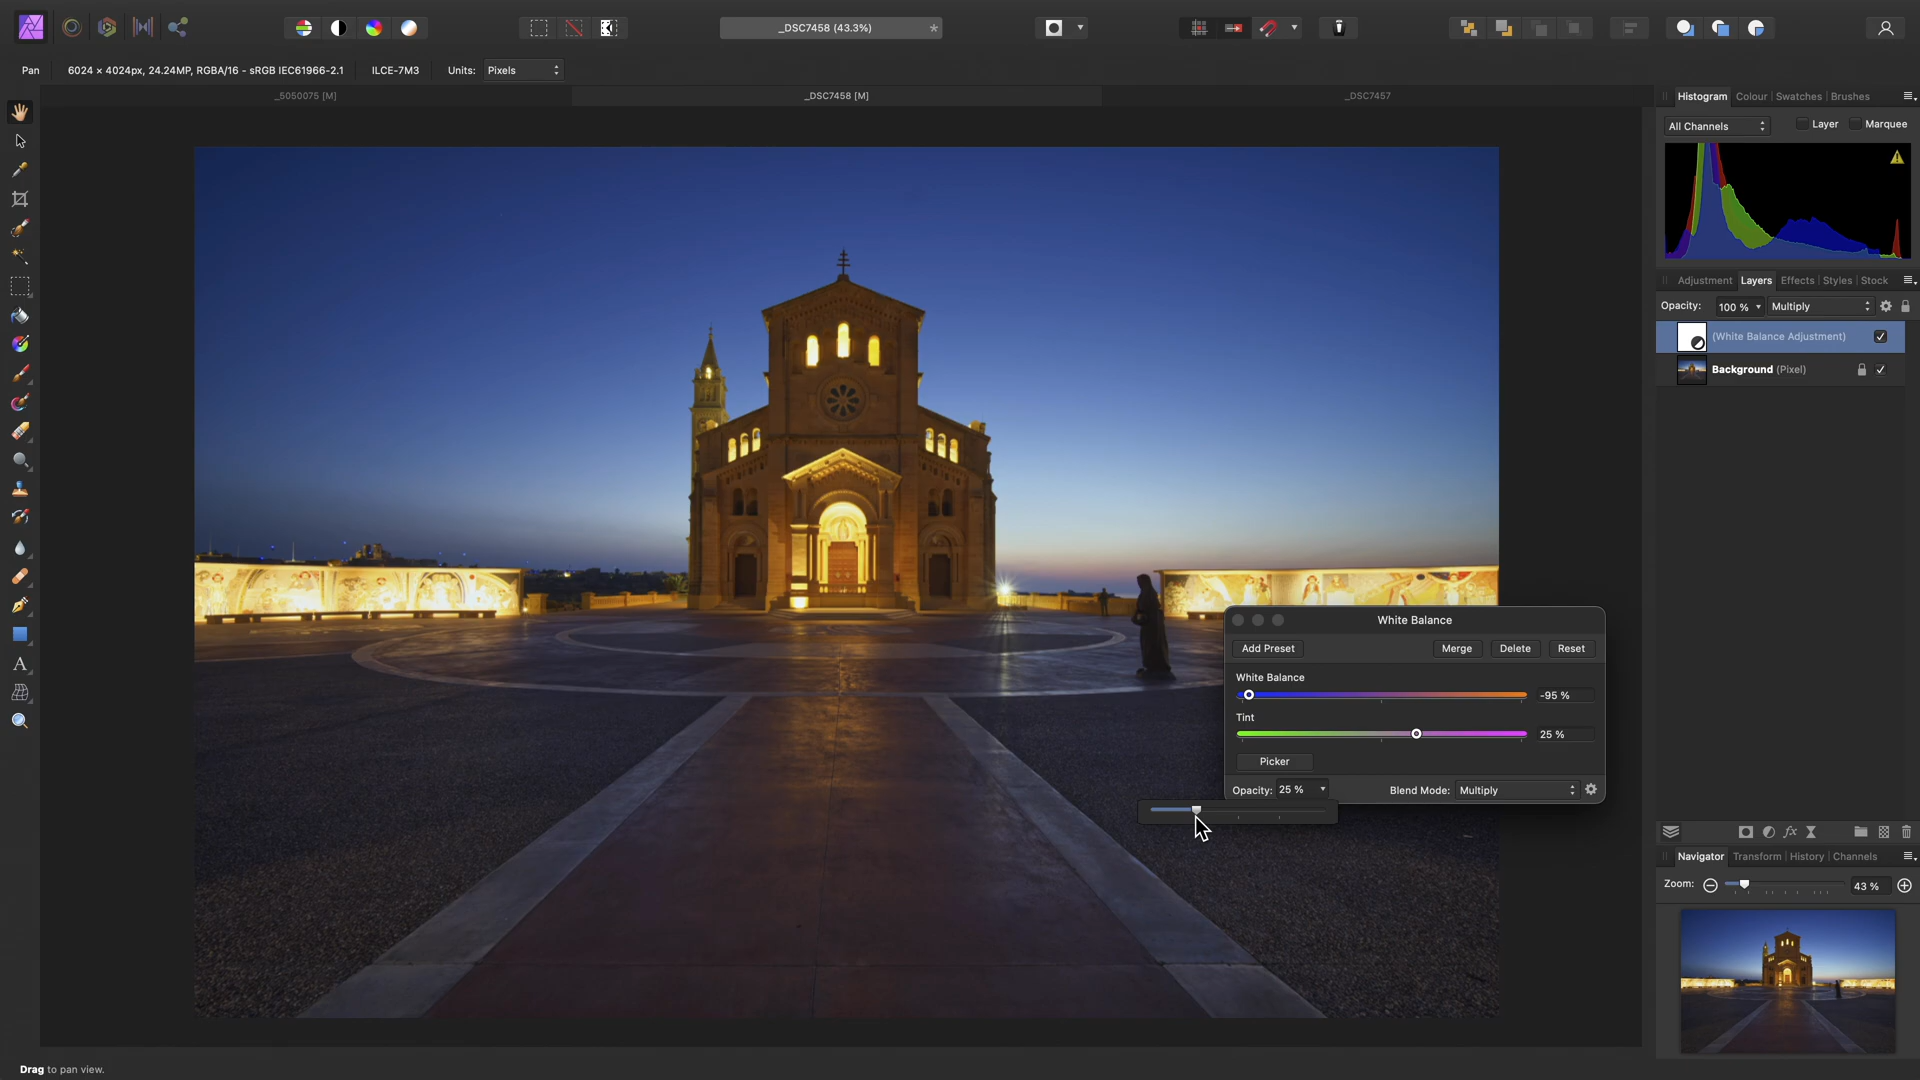 _DSC7458 (43.3%)
*
Pan
6024 × 4024px, 24.24MP, RGBA/16 - sRGB IEC61966-2.1
ILCE-7M3
Units:
Pixels
_5050075 [M]
_DSC7458 [M]
_DSC7457
Histogram
Colour
Swatches
Brushes
All Channels
Layer
Marquee
Adjustment
Layers
Effects
Styles
Stock
Opacity:
100 %
Multiply
(White Balance Adjustment)
Background (Pixel)
White Balance
Add Preset
Merge
Delete
Reset
White Balance
-95 %
Tint
25 %
Picker
Opacity:
25 %
Blend Mode:
Multiply
fx
Navigator
Transform
History
Channels
Zoom:
43 %
A
Drag to pan view.